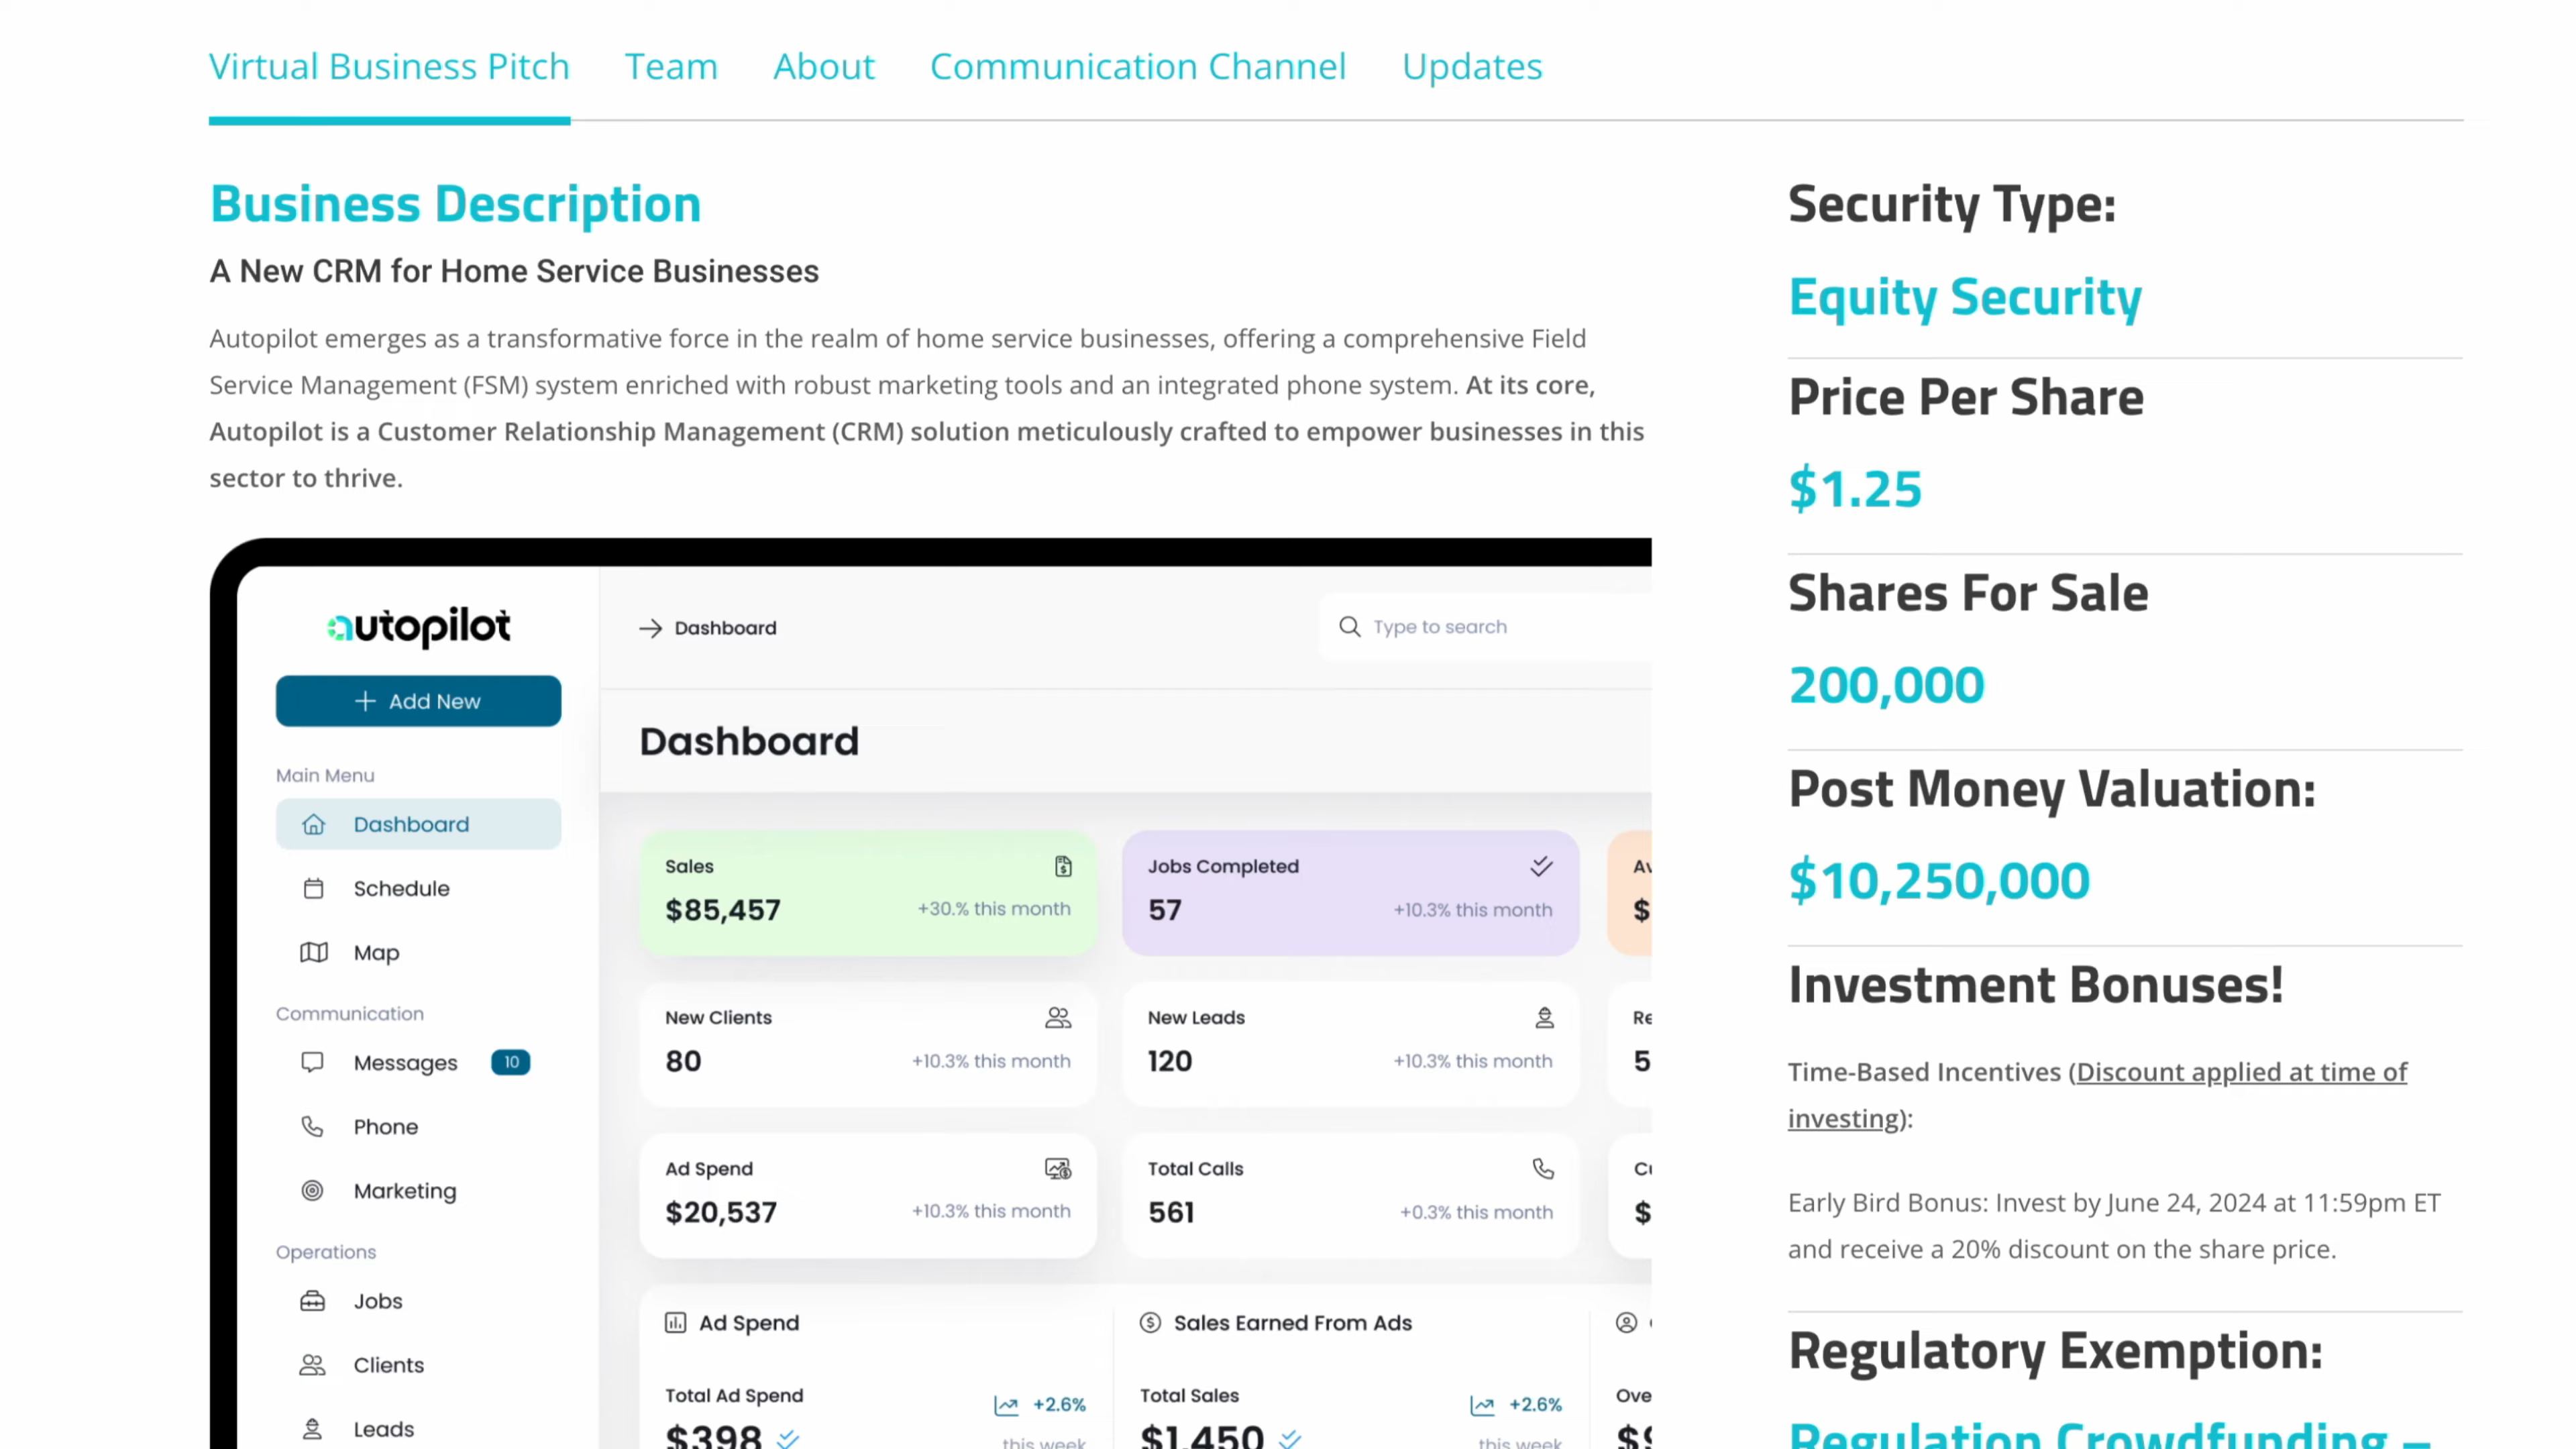 Virtual Business Pitch Team About Communication Channel Updates
Business Description
A New CRM for Home Service Businesses
Autopilot emerges as a transformative force in the realm of home service businesses, offering a comprehensive Field
Service Management (FSM) system enriched with robust marketing tools and an integrated phone system. At its core,
Autopilot is a Customer Relationship Management (CRM) solution meticulously crafted to empower businesses in this
sector to thrive.
autopilot
Add New
Main Menu
Dashboard
Schedule
Map
Communication
Messages 10
Phone
Marketing
Operations
Jobs
Clients
Leads
Dashboard
Type to search
Dashboard
Sales
$85,457 +30.% this month
Jobs Completed
57 +10.3% this month
$
New Clients
80 +10.3% this month
New Leads
120 +10.3% this month
5
Ad Spend
$20,537 +10.3% this month
Total Calls
561 +0.3% this month
$
Ad Spend
Total Ad Spend +2.6%
$398 this week
Sales Earned From Ads
Total Sales +2.6%
$1,450 this week
Security Type:
Equity Security
Price Per Share
$1.25
Shares For Sale
200,000
Post Money Valuation:
$10,250,000
Investment Bonuses!
Time-Based Incentives (Discount applied at time of
investing):
Early Bird Bonus: Invest by June 24, 2024 at 11:59pm ET
and receive a 20% discount on the share price.
Regulatory Exemption:
Regulation Crowdfunding –